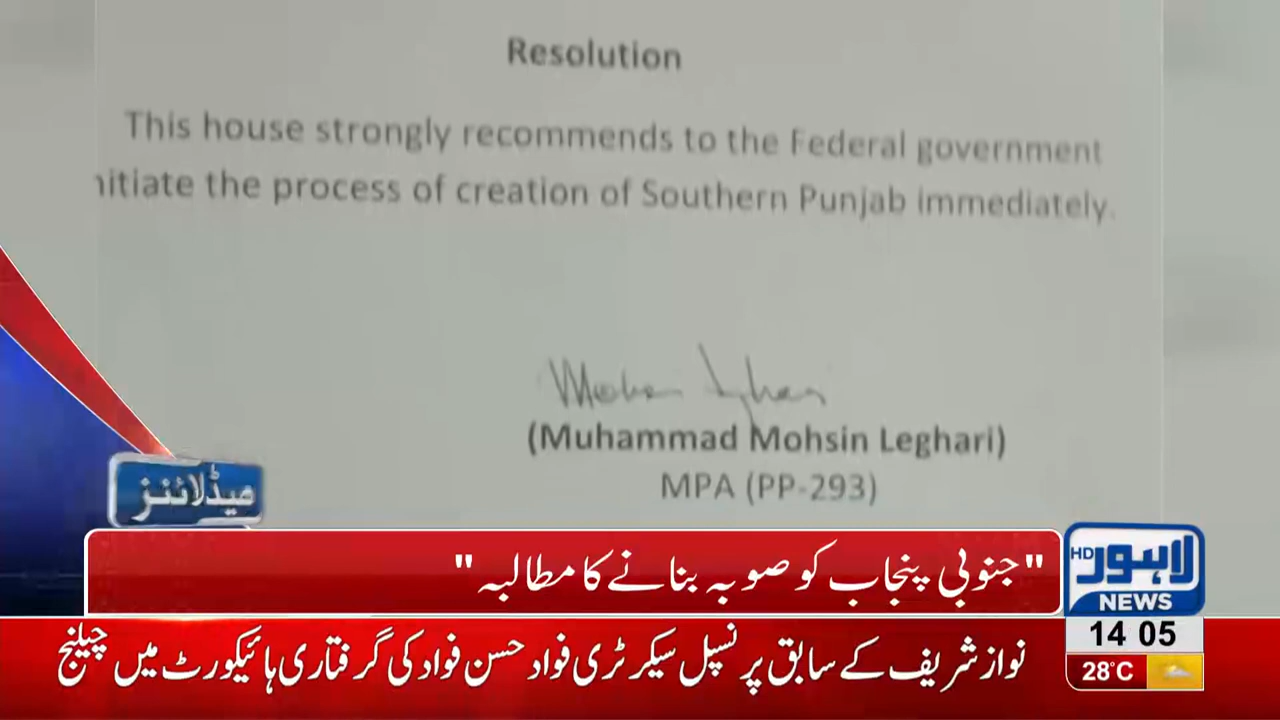 Resolution
This house strongly recommends to the Federal government
nitiate the process of creation of Southern Punjab immediately.
(Muhammad Mohsin Leghari)
MPA (PP-293)
ہیڈلائنز
"جنوبی پنجاب کو صوبہ بنانے کا مطالبہ"
HD لاہور
NEWS
14 05
28°C
نواز شریف کے سابق پرنسپل سیکرٹری فواد حسن فواد کی گرفتاری ہائیکورٹ میں چیلنج